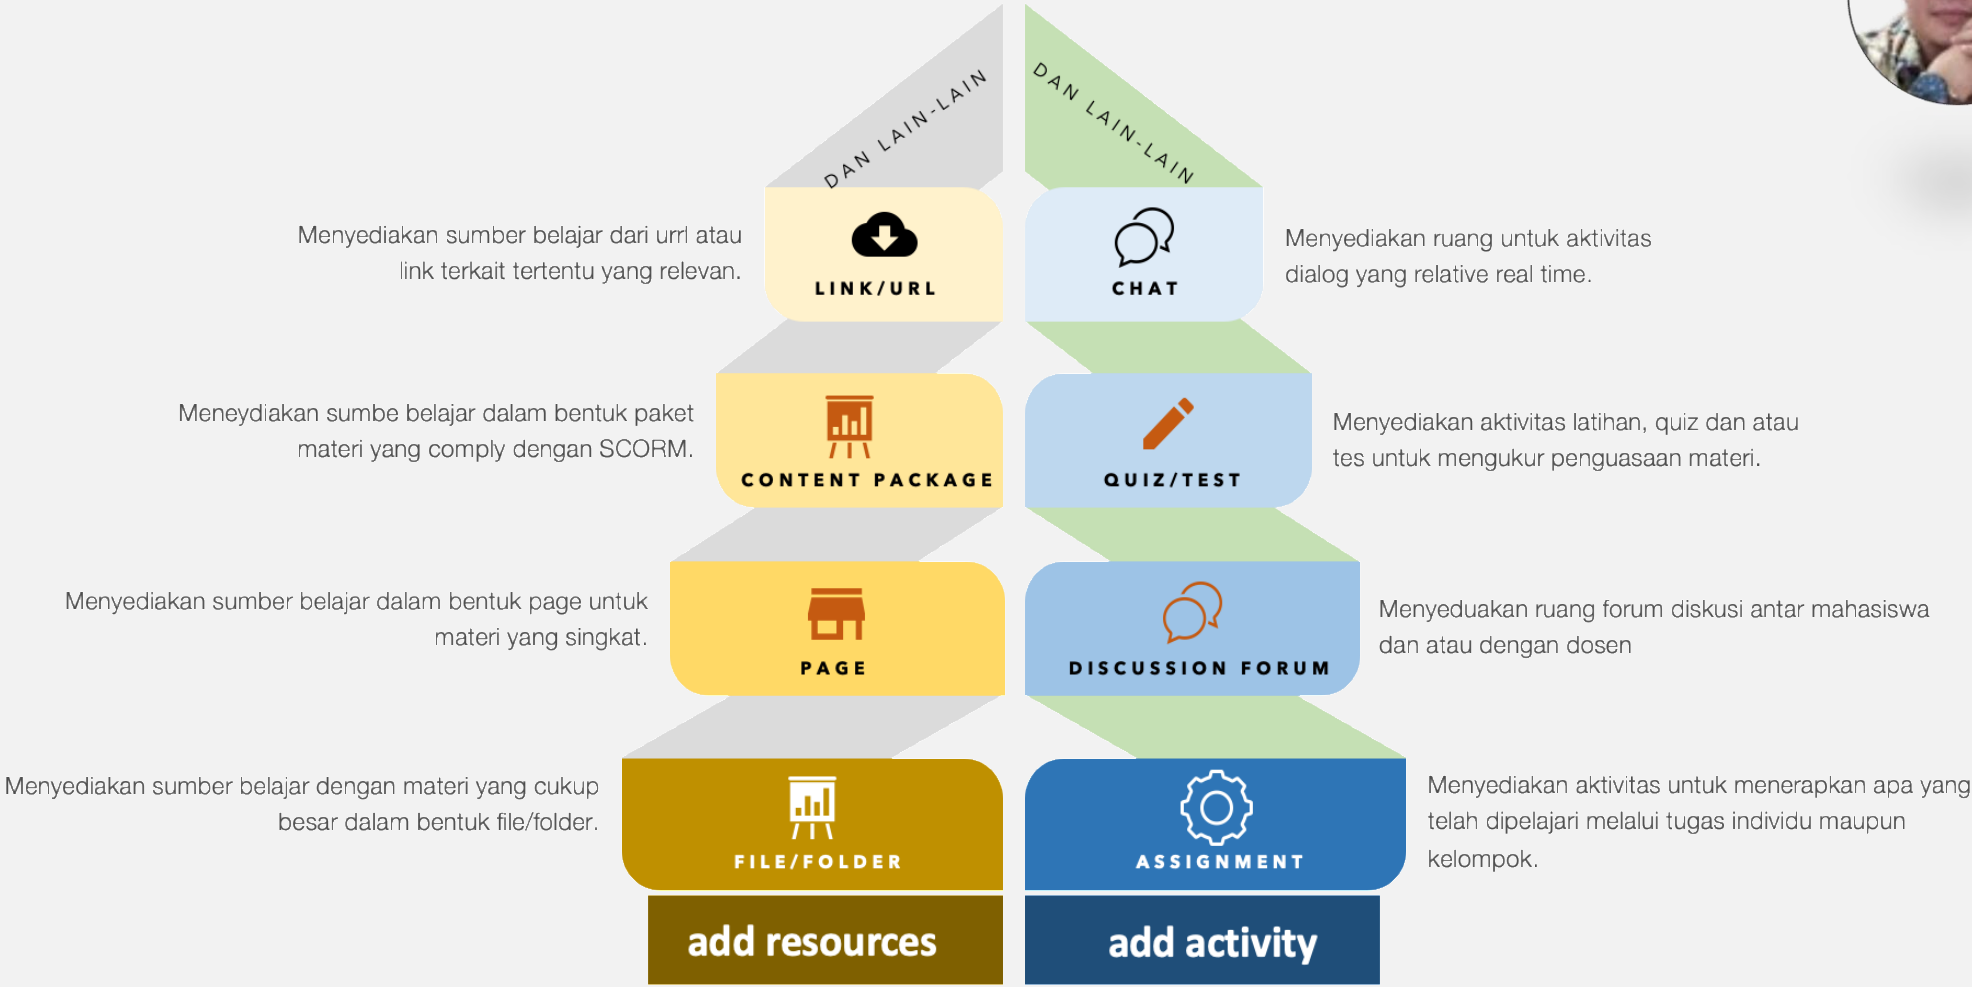 DAN LAIN-LAIN
DAN LAIN-LAIN
Menyediakan sumber belajar dari urrl atau
link terkait tertentu yang relevan.
LINK/URL
CHAT
Menyediakan ruang untuk aktivitas
dialog yang relative real time.
Meneydiakan sumbe belajar dalam bentuk paket
materi yang comply dengan SCORM.
CONTENT PACKAGE
QUIZ/TEST
Menyediakan aktivitas latihan, quiz dan atau
tes untuk mengukur penguasaan materi.
Menyediakan sumber belajar dalam bentuk page untuk
materi yang singkat.
PAGE
DISCUSSION FORUM
Menyeduakan ruang forum diskusi antar mahasiswa
dan atau dengan dosen
Menyediakan sumber belajar dengan materi yang cukup
besar dalam bentuk file/folder.
FILE/FOLDER
ASSIGNMENT
Menyediakan aktivitas untuk menerapkan apa yang
telah dipelajari melalui tugas individu maupun
kelompok.
add resources
add activity